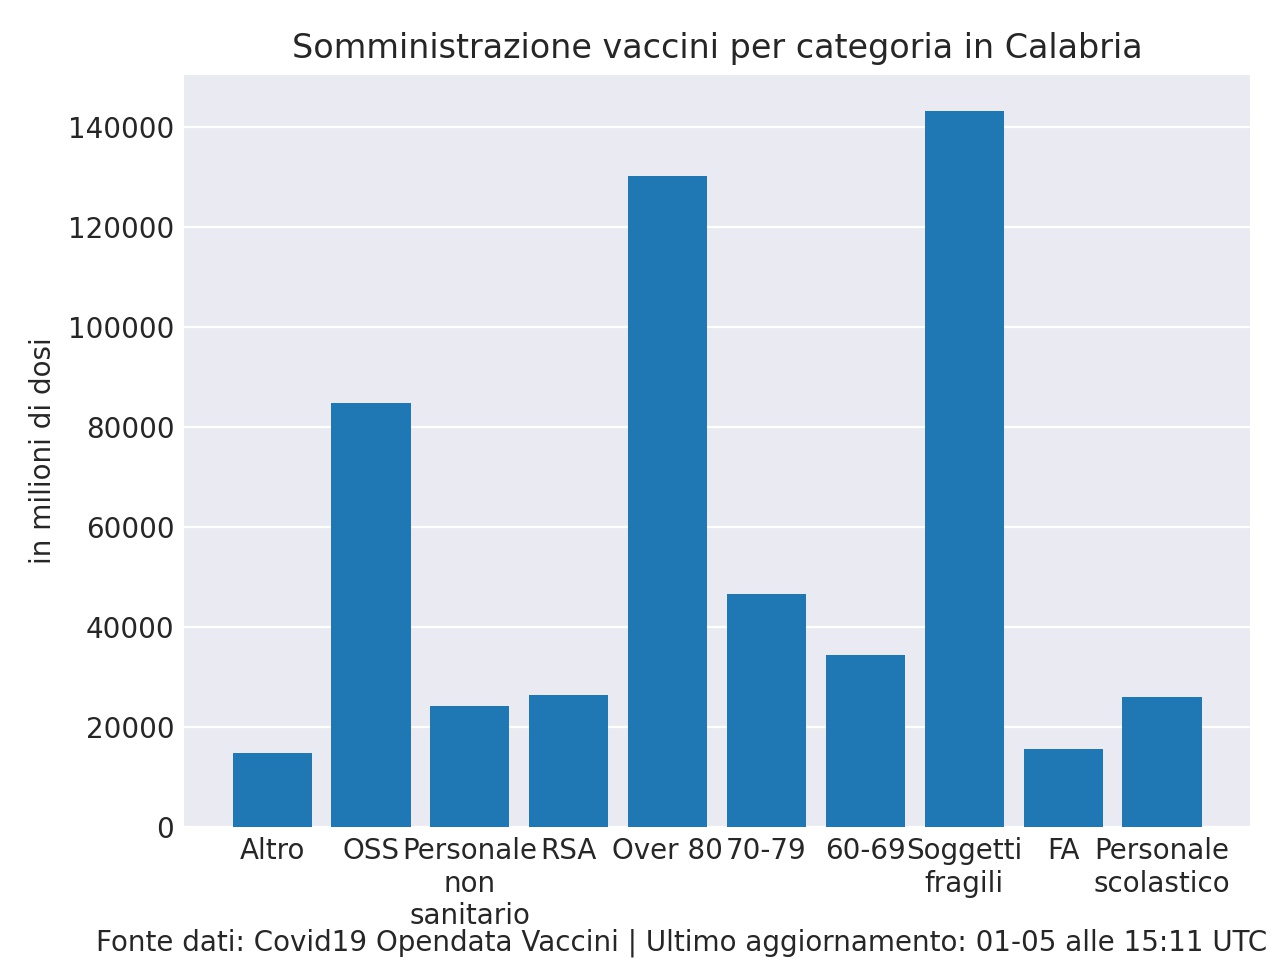 Somministrazione vaccini per categoria in Calabria
in milioni di dosi
140000
120000
100000
80000
60000
40000
20000
0
Altro
OSS
Personale
non
sanitario
RSA
Over 80
70-79
60-69
Soggetti
fragili
FA
Personale
scolastico
Fonte dati: Covid19 Opendata Vaccini | Ultimo aggiornamento: 01-05 alle 15:11 UTC